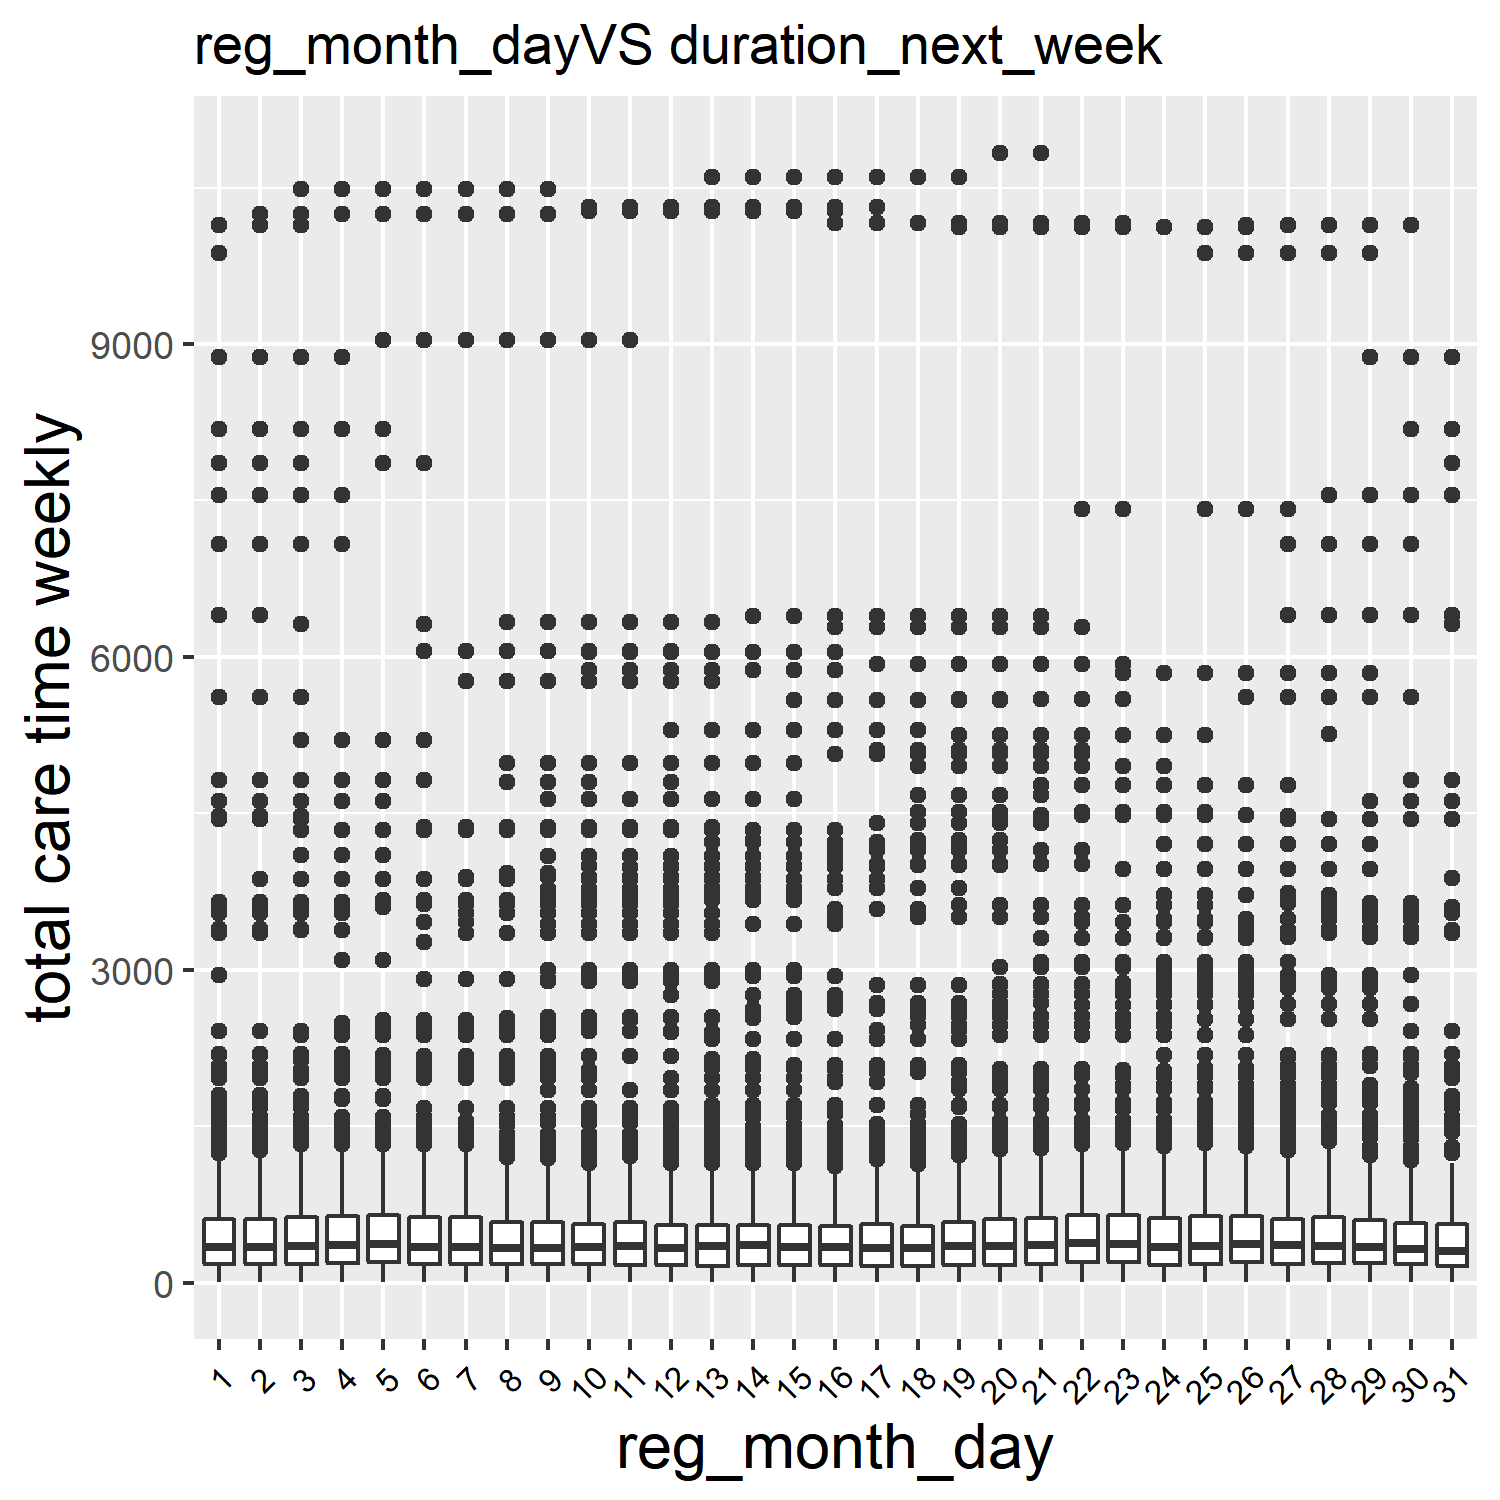 reg_month_dayVS duration_next_week
total care time weekly
9000
6000
3000
0
1 2 3 4 5 6 7 8 9 10 11 12 13 14 15 16 17 18 19 20 21 22 23 24 25 26 27 28 29 30 31
reg_month_day